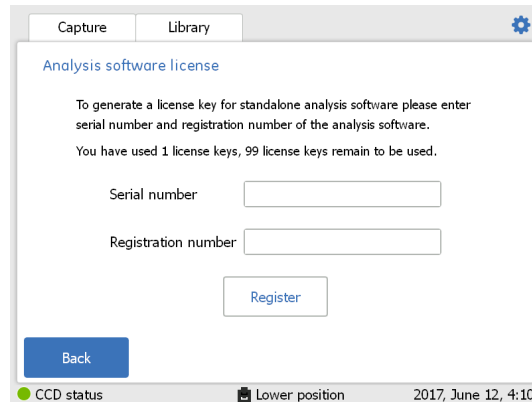 Capture
Library
Analysis software license
To generate a license key for standalone analysis software please enter
serial number and registration number of the analysis software.
You have used 1 license keys, 99 license keys remain to be used.
Serial number
Registration number
Register
Back
CCD status
Lower position
2017, June 12, 4:10